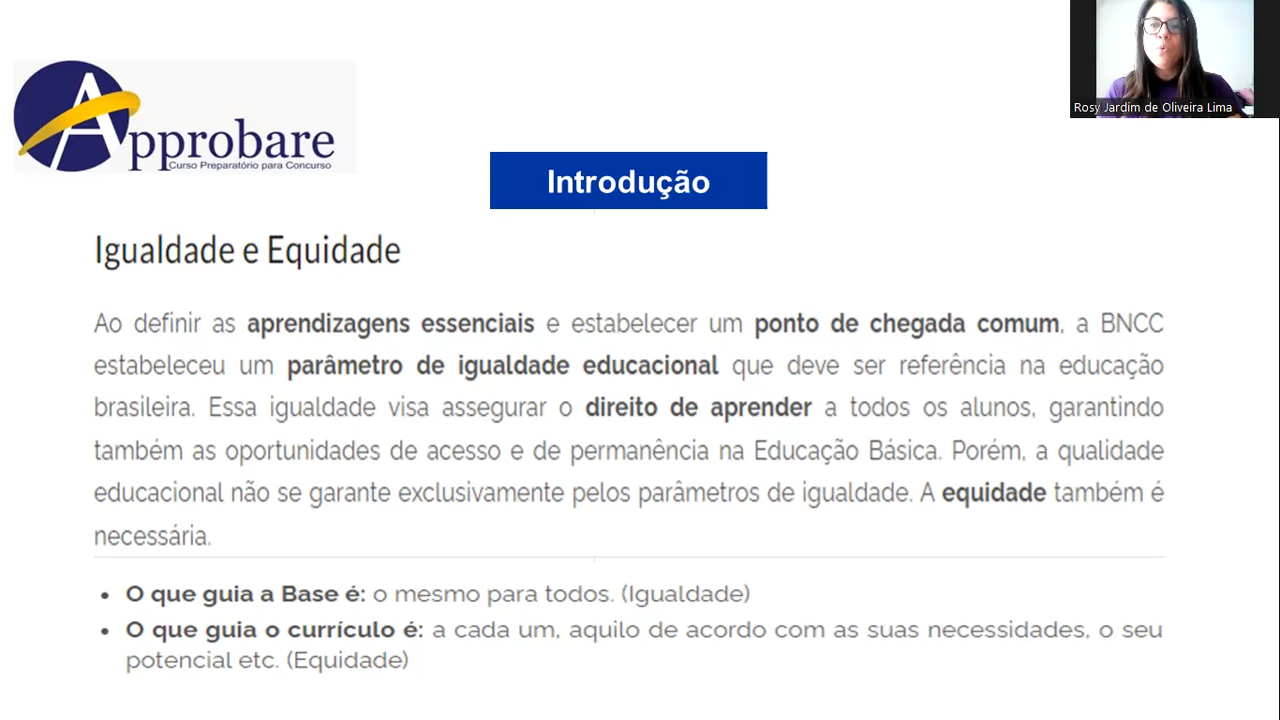 Rosy Jardim de Oliveira Lima
Approbare
Curso Preparatório para Concurso
Introdução
Igualdade e Equidade
Ao definir as aprendizagens essenciais e estabelecer um ponto de chegada comum, a BNCC
estabeleceu um parâmetro de igualdade educacional que deve ser referência na educação
brasileira. Essa igualdade visa assegurar o direito de aprender a todos os alunos, garantindo
também as oportunidades de acesso e de permanência na Educação Básica. Porém, a qualidade
educacional não se garante exclusivamente pelos parâmetros de igualdade. A equidade também é
necessária.
• O que guia a Base é: o mesmo para todos. (Igualdade)
• O que guia o currículo é: a cada um, aquilo de acordo com as suas necessidades, o seu
potencial etc. (Equidade)